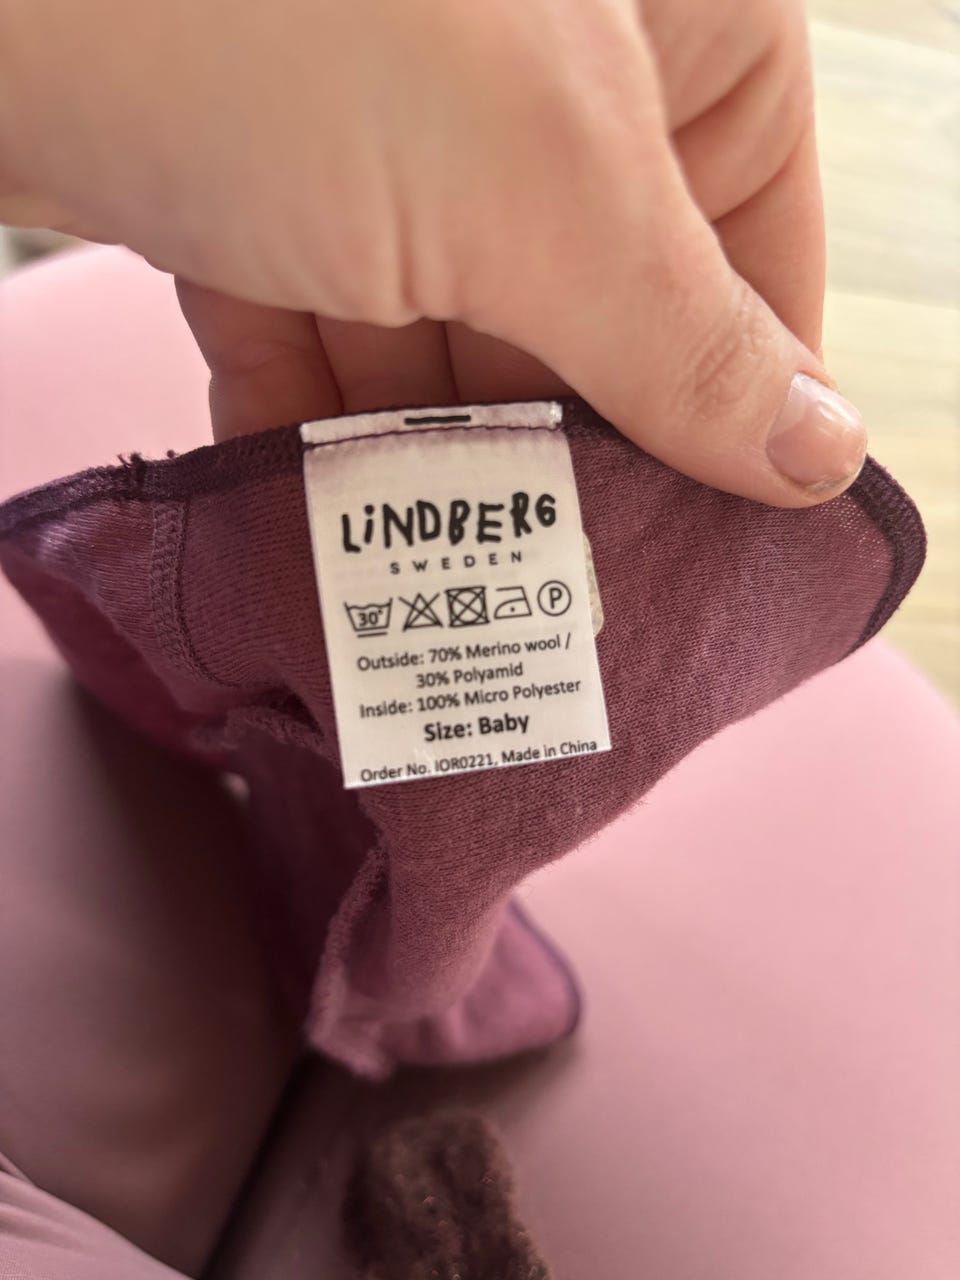 LiNDBERG
SWEDEN
30° P
Outside: 70% Merino wool /
30% Polyamid
Inside: 100% Micro Polyester
Size: Baby
Order No. IOR0221, Made in China